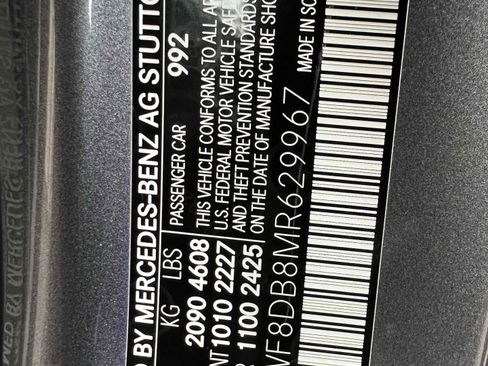 D BY MERCEDES-BENZ AG STUTTG
KG LBS PASSENGER CAR 992
2090 4608 THIS VEHICLE CONFORMS TO ALL AP
NT 1010 2227 U.S. FEDERAL MOTOR VEHICLE SAFE
1100 2425 AND THEFT PREVENTION STANDARDS
ON THE DATE OF MANUFACTURE SHO
VF8DB8MR629967 MADE IN